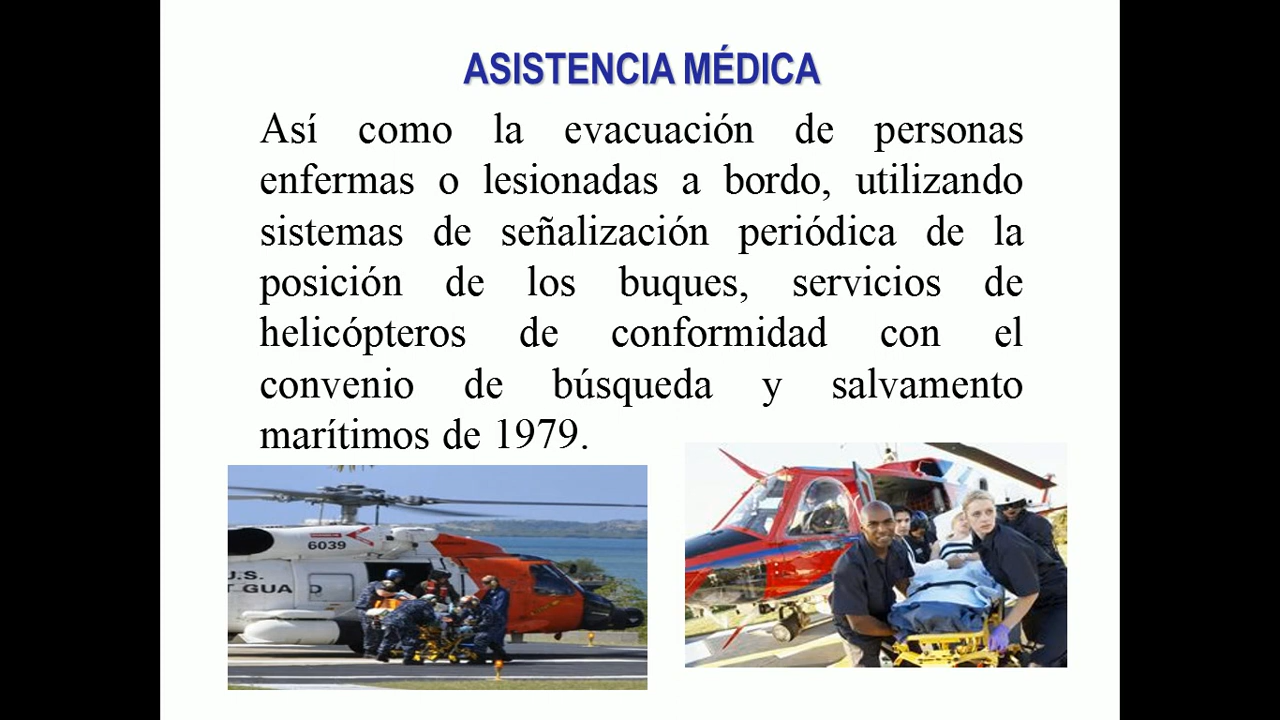 ASISTENCIA MÉDICA
Así como la evacuación de personas
enfermas o lesionadas a bordo, utilizando
sistemas de señalización periódica de la
posición de los buques, servicios de
helicópteros de conformidad con el
convenio de búsqueda y salvamento
marítimos de 1979.
6039
U.S.
T GUARD